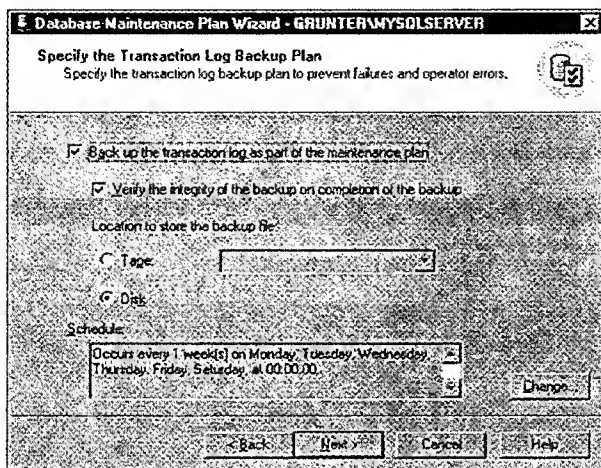 Database Maintenance Plan Wizard - GRUNTER\MYSQLSERVER
Specify the Transaction Log Backup Plan
Specify the transaction log backup plan to prevent failures and operator errors.
Back up the transaction log as part of the maintenance plan
Verify the integrity of the backup on completion of the backup
Location to store the backup file:
Tape:
Disk
Schedule:
Occurs every 1 week(s) on Monday, Tuesday, Wednesday,
Thursday, Friday, Saturday, at 00:00:00.
Change...
< Back
Next >
Cancel
Help